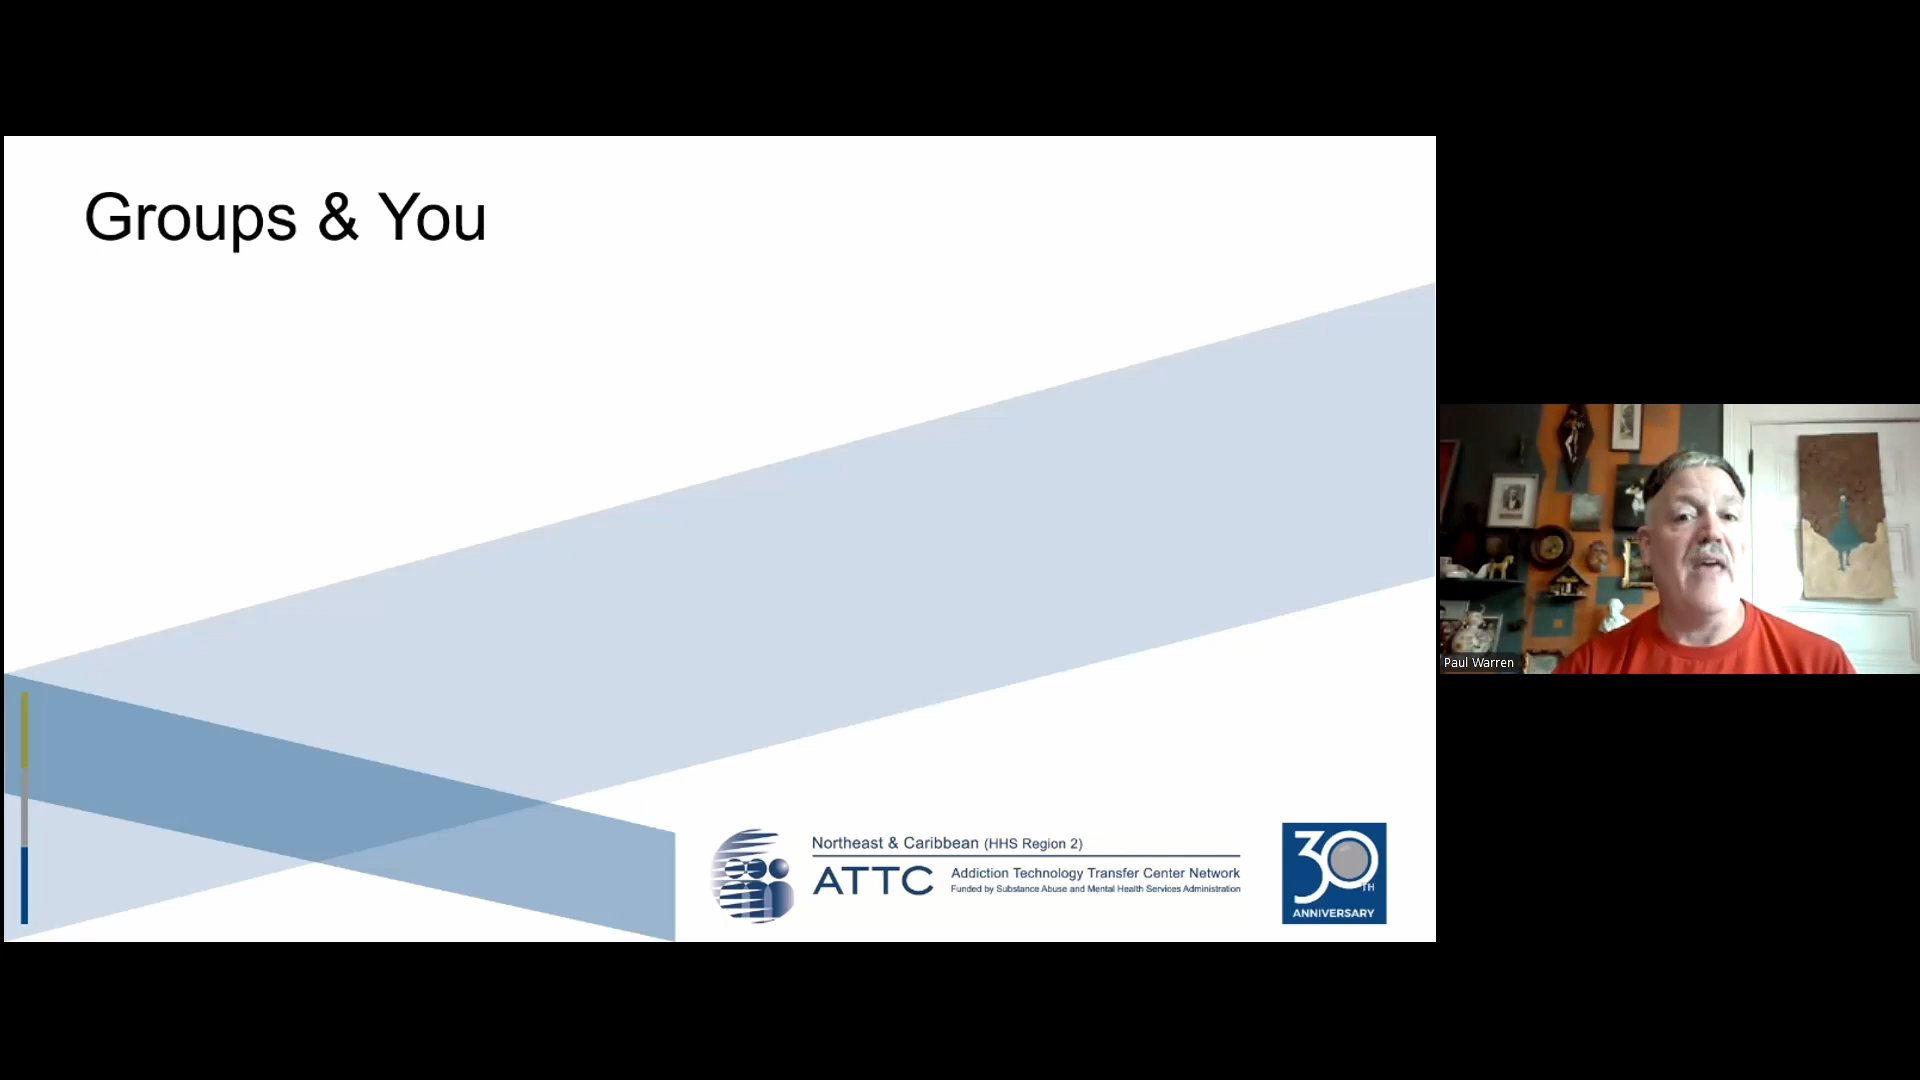 Groups & You
Northeast & Caribbean (HHS Region 2)
ATTC
Addiction Technology Transfer Center Network
Funded by Substance Abuse and Mental Health Services Administration
30
TH
ANNIVERSARY
Paul Warren